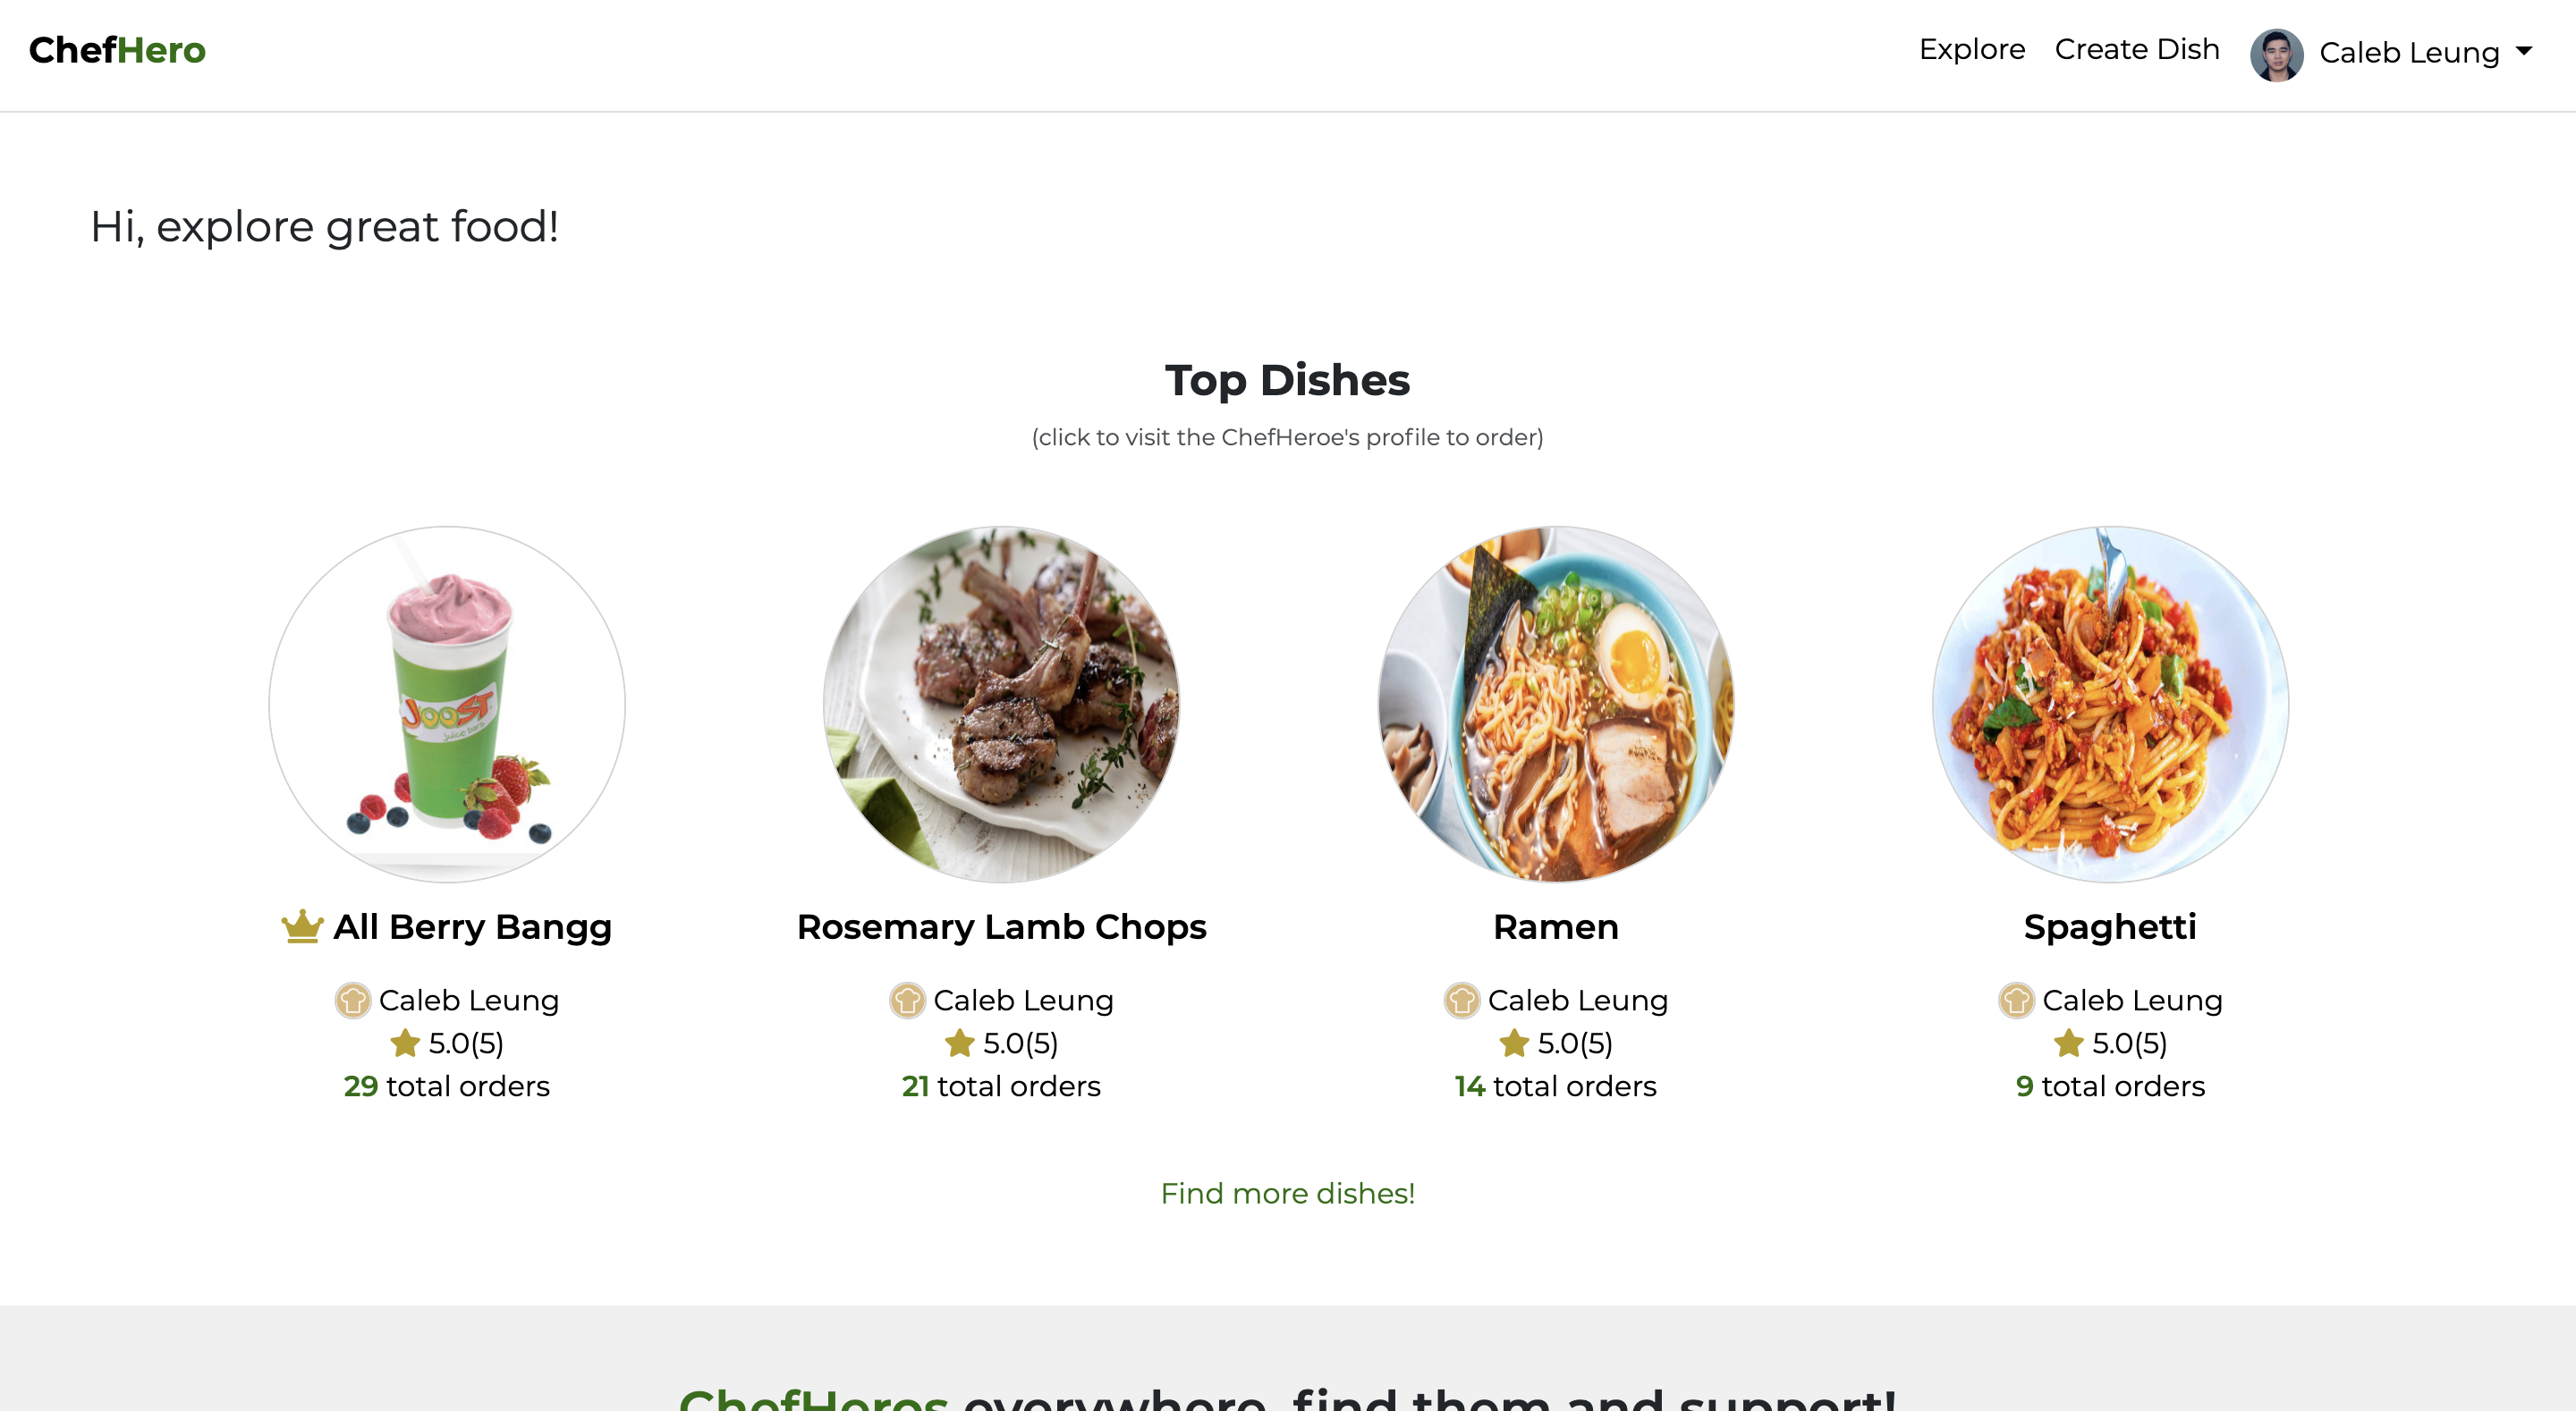 ChefHero
Explore
Create Dish
Caleb Leung
Hi, explore great food!
Top Dishes
(click to visit the ChefHeroe's profile to order)
JOOST
juice bars
All Berry Bangg
Caleb Leung
5.0(5)
29 total orders
Rosemary Lamb Chops
Caleb Leung
5.0(5)
21 total orders
Ramen
Caleb Leung
5.0(5)
14 total orders
Spaghetti
Caleb Leung
5.0(5)
9 total orders
Find more dishes!
ChefHeros everywhere, find them and support!